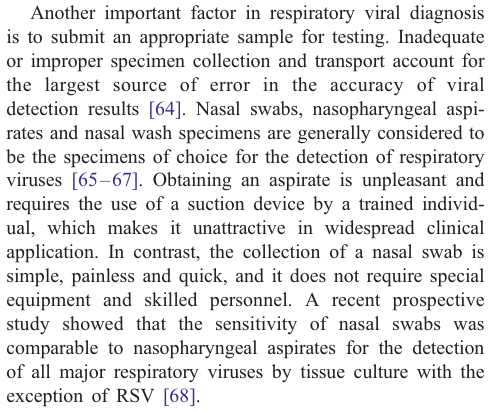 Another important factor in respiratory viral diagnosis
is to submit an appropriate sample for testing. Inadequate
or improper specimen collection and transport account for
the largest source of error in the accuracy of viral
detection results [64]. Nasal swabs, nasopharyngeal aspi-
rates and nasal wash specimens are generally considered to
be the specimens of choice for the detection of respiratory
viruses [65–67]. Obtaining an aspirate is unpleasant and
requires the use of a suction device by a trained individ-
ual, which makes it unattractive in widespread clinical
application. In contrast, the collection of a nasal swab is
simple, painless and quick, and it does not require special
equipment and skilled personnel. A recent prospective
study showed that the sensitivity of nasal swabs was
comparable to nasopharyngeal aspirates for the detection
of all major respiratory viruses by tissue culture with the
exception of RSV [68].